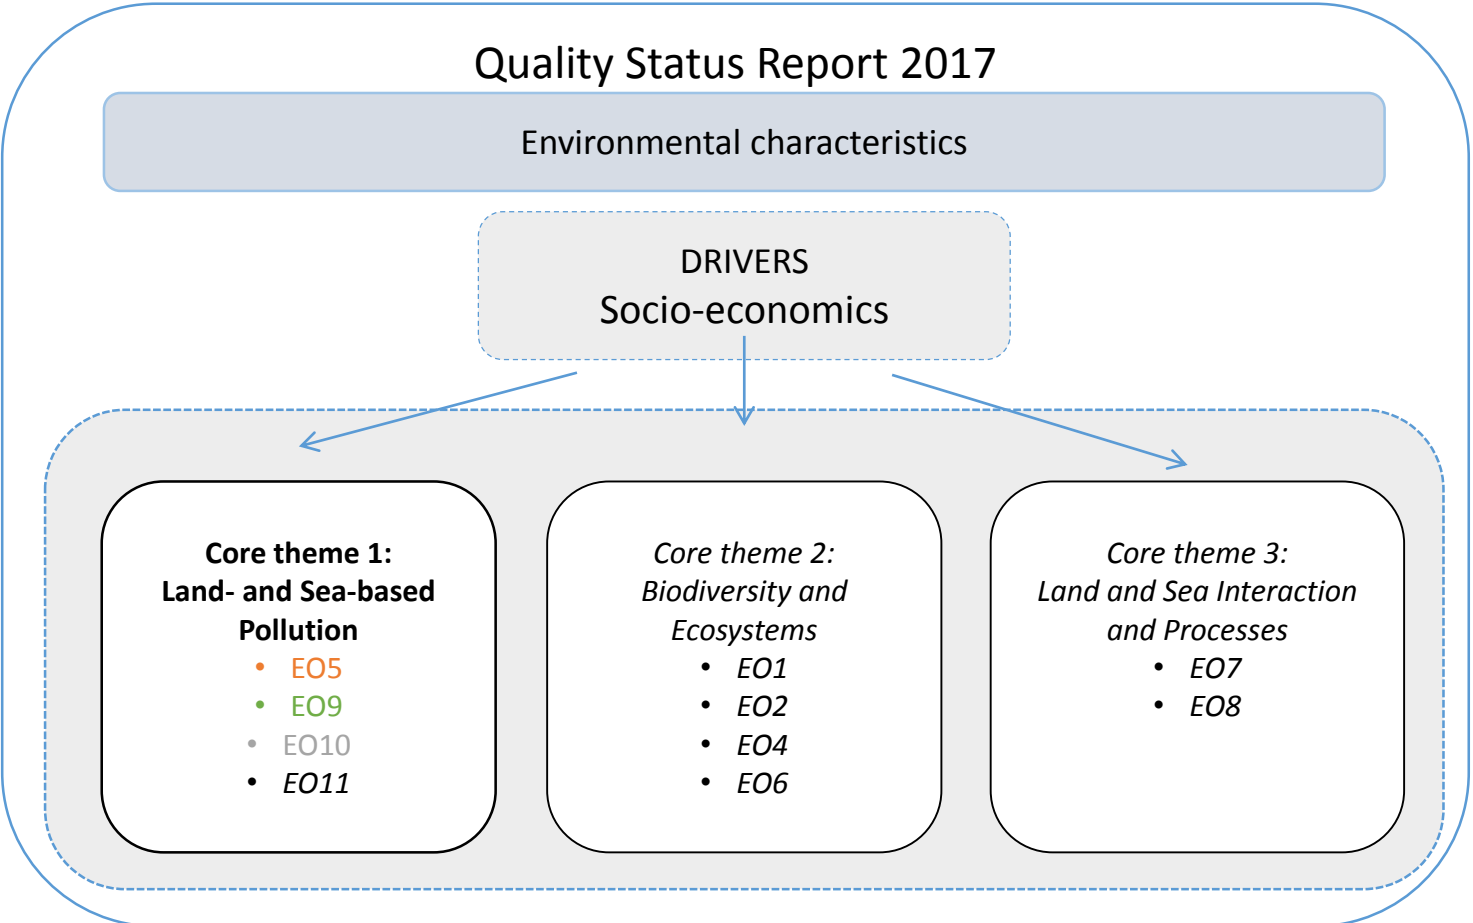 Quality Status Report 2017
Environmental characteristics
DRIVERS
Socio-economics
Core theme 1:
Land- and Sea-based
Pollution
• EO5
• EO9
• EO10
• EO11
Core theme 2:
Biodiversity and
Ecosystems
• EO1
• EO2
• EO4
• EO6
Core theme 3:
Land and Sea Interaction
and Processes
• EO7
• EO8